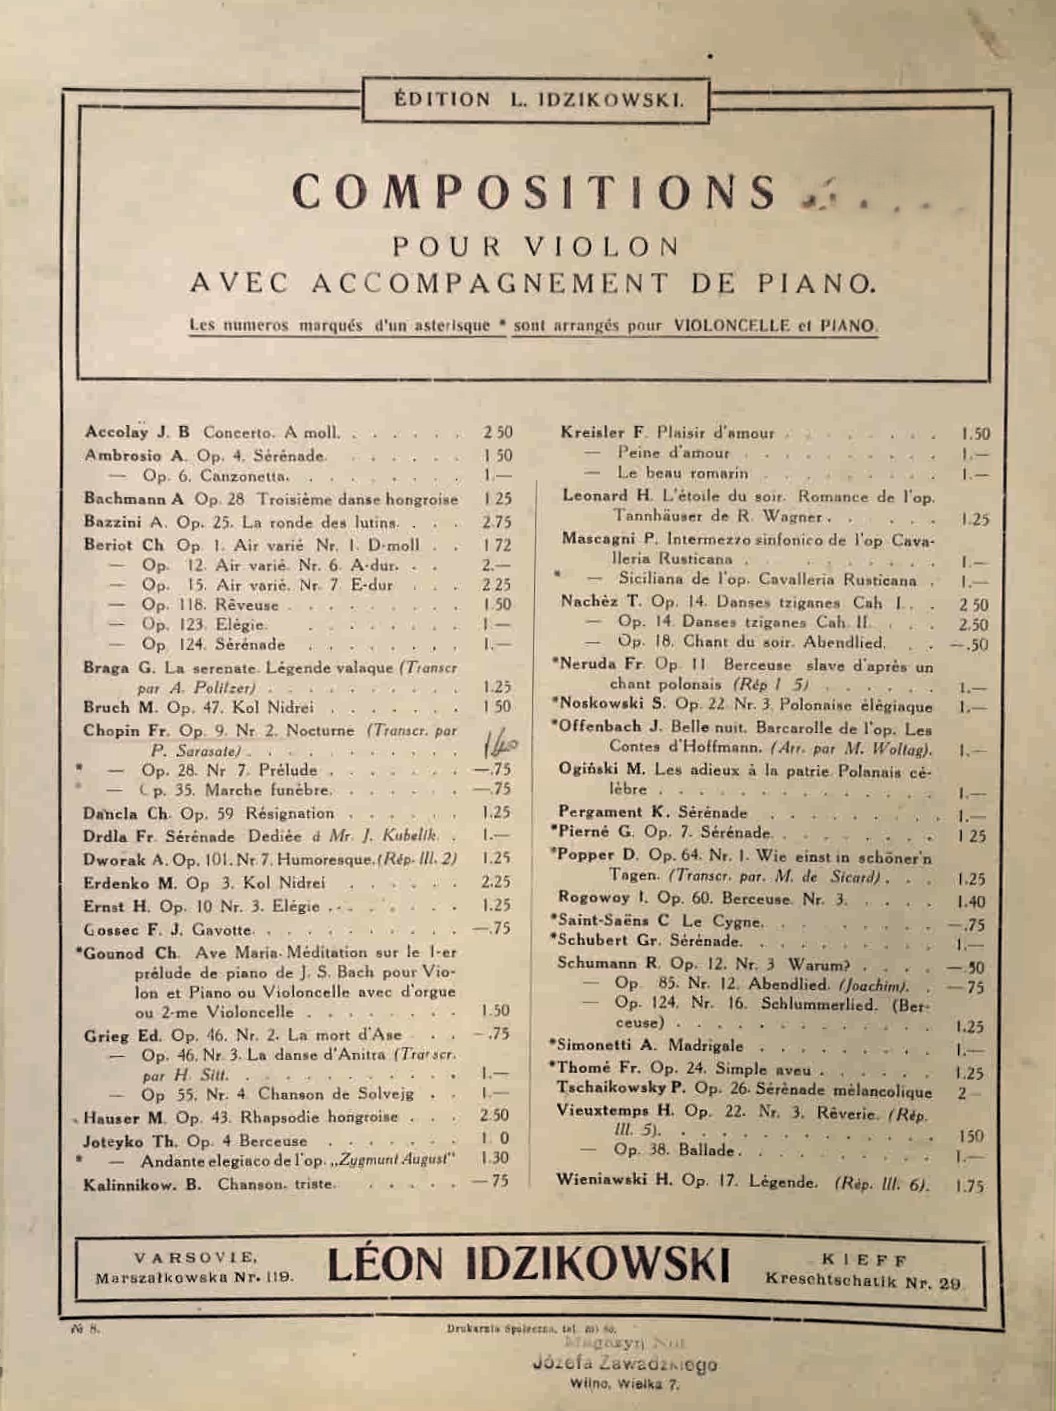 ÉDITION L. IDZIKOWSKI.
COMPOSITIONS
POUR VIOLON
AVEC ACCOMPAGNEMENT DE PIANO.
Les numeros marqués d'un asterisque * sont arrangés pour VIOLONCELLE et PIANO.
Accolaÿ J. B Concerto. A moll. . . . . . . 2 50
Ambrosio A. Op. 4. Sérénade. . . . . . . 1 50
— Op. 6. Canzonetta. . . . . . . . 1.—
Bachmann A Op. 28 Troisième danse hongroise 1 25
Bazzini A. Op. 25. La ronde des lutins. . . . 2.75
Beriot Ch Op. 1. Air varié Nr. 1. D-moll . . 1 72
— Op. 12. Air varié. Nr. 6. A-dur. . . 2.—
— Op. 15. Air varié. Nr. 7 E-dur . . . 2 25
— Op. 118. Rêveuse . . . . . . . . 1.50
— Op. 123. Elégie. . . . . . . . . 1 —
— Op 124. Sérénade . . . . . . . 1.—
Braga G. La serenate. Légende valaque (Transcr
par A. Politzer) . . . . . . . . . . 1.25
Bruch M. Op. 47. Kol Nidrei . . . . . . . 1 50
Chopin Fr. Op. 9. Nr 2. Nocturne (Transcr. par
P. Sarasate) . . . . . . . . . .
* — Op. 28. Nr 7. Prélude . . . . . . . —.75
* — Op. 35. Marche funèbre. . . . . . . —.75
Dancla Ch. Op. 59 Résignation . . . . . . 1.25
Drdla Fr. Sérénade Dediée á Mr. J. Kubelik. . 1.—
Dworak A. Op. 101. Nr 7. Humoresque. (Rép. III. 2) 1.25
Erdenko M. Op 3. Kol Nidrei . . . . . . 2.25
Ernst H. Op. 10 Nr. 3. Elégie . . . . . . . 1.25
Gossec F. J. Gavotte. . . . . . . . . . . —.75
*Gounod Ch. Ave Maria. Méditation sur le 1-er
prélude de piano de J. S. Bach pour Vio-
lon et Piano ou Violoncelle avec d'orgue
ou 2-me Violoncelle . . . . . . . . 1.50
Grieg Ed. Op. 46. Nr. 2. La mort d'Ase . . . —.75
— Op. 46. Nr. 3. La danse d'Anitra (Transcr.
par H. Sitt. . . . . . . . . . . . 1.—
— Op 55. Nr. 4. Chanson de Solvejg . . 1.—
Hauser M. Op. 43. Rhapsodie hongroise . . . 2.50
Joteyko Th. Op. 4 Berceuse . . . . . . . 1 0
* — Andante elegiaco de l'op. „Zygmunt August" 1.30
Kalinnikow. B. Chanson. triste. . . . . . — 75
Kreisler F. Plaisir d'amour . . . . . . . . 1.50
— Peine d'amour . . . . . . . . . 1.—
— Le beau romarin . . . . . . . . 1.—
Leonard H. L'étoile du soir. Romance de l'op.
Tannhäuser de R. Wagner . . . . . . 1.25
Mascagni P. Intermezzo sinfonico de l'op Cava-
lleria Rusticana . . . . . . . . . 1.—
* — Siciliana de l'op. Cavalleria Rusticana . 1.—
Nachèz T. Op. 14. Danses tziganes Cah I. . . 2 50
— Op. 14. Danses tziganes Cah. II. . . . 2.50
— Op. 18. Chant du soir. Abendlied. . . —.50
*Neruda Fr. Op. 11 Berceuse slave d'après un
chant polonais (Rép I 5) . . . . . . 1.—
*Noskowski S. Op. 22 Nr. 3. Polonaise élégiaque 1.—
*Offenbach J. Belle nuit. Barcarolle de l'op. Les
Contes d'Hoffmann. (Arr. par M. Wollag). 1.—
Ogiński M. Les adieux à la patrie. Polanais cé-
lèbre . . . . . . . . . . . . . 1.—
Pergament K. Sérénade . . . . . . . . . 1.—
*Pierné G. Op. 7. Sérénade. . . . . . . . . 1 25
*Popper D. Op. 64. Nr. 1. Wie einst in schöner'n
Tagen. (Transcr. par. M. de Sicard) . . . 1.25
Rogowoy I. Op. 60. Berceuse. Nr. 3. . . . . 1.40
*Saint-Saëns C Le Cygne. . . . . . . . . —.75
*Schubert Gr. Sérénade. . . . . . . . . . 1.—
Schumann R. Op. 12. Nr. 3 Warum? . . . . —.50
— Op. 85. Nr. 12. Abendlied. (Joachim). . — 75
— Op. 124. Nr. 16. Schlummerlied. (Ber-
ceuse) . . . . . . . . . . . . 1.25
*Simonetti A. Madrigale . . . . . . . . . 1.—
*Thomé Fr. Op. 24. Simple aveu . . . . . . 1.25
Tschaikowsky P. Op. 26. Sérénade mélancolique 2 —
Vieuxtemps H. Op. 22. Nr. 3. Rêverie. (Rép.
III. 5). . . . . . . . . . . . . 1 50
— Op. 38. Ballade. . . . . . . . . . 1.—
Wieniawski H. Op. 17. Légende. (Rép. III. 6). 1.75
VARSOVIE,
Marszałkowska Nr. 119.
LÉON IDZIKOWSKI
KIEFF
Kreschtschatik Nr. 29
№ 8.
Drukarnia Społeczna, tel.
Magazyn Nut
Józefa Zawadzkiego
Wilno, Wielka 7.